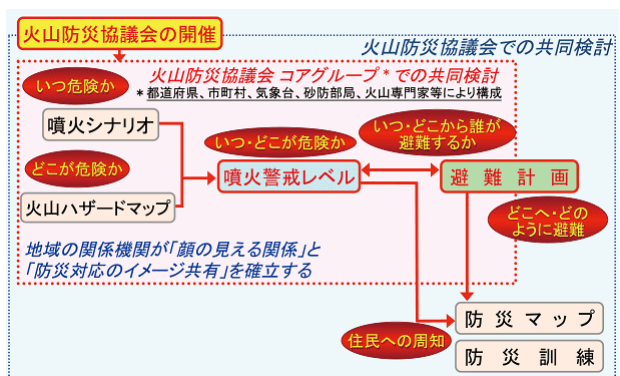 火山防災協議会の開催
火山防災協議会での共同検討
いつ危険か
火山防災協議会 コアグループ*での共同検討
*都道府県、市町村、気象台、砂防部局、火山専門家等により構成
噴火シナリオ
いつ・どこが危険か
いつ・どこから誰が
避難するか
どこが危険か
噴火警戒レベル
避難計画
火山ハザードマップ
どこへ・どの
ように避難
地域の関係機関が「顔の見える関係」と
「防災対応のイメージ共有」を確立する
防災マップ
住民への周知
防災訓練